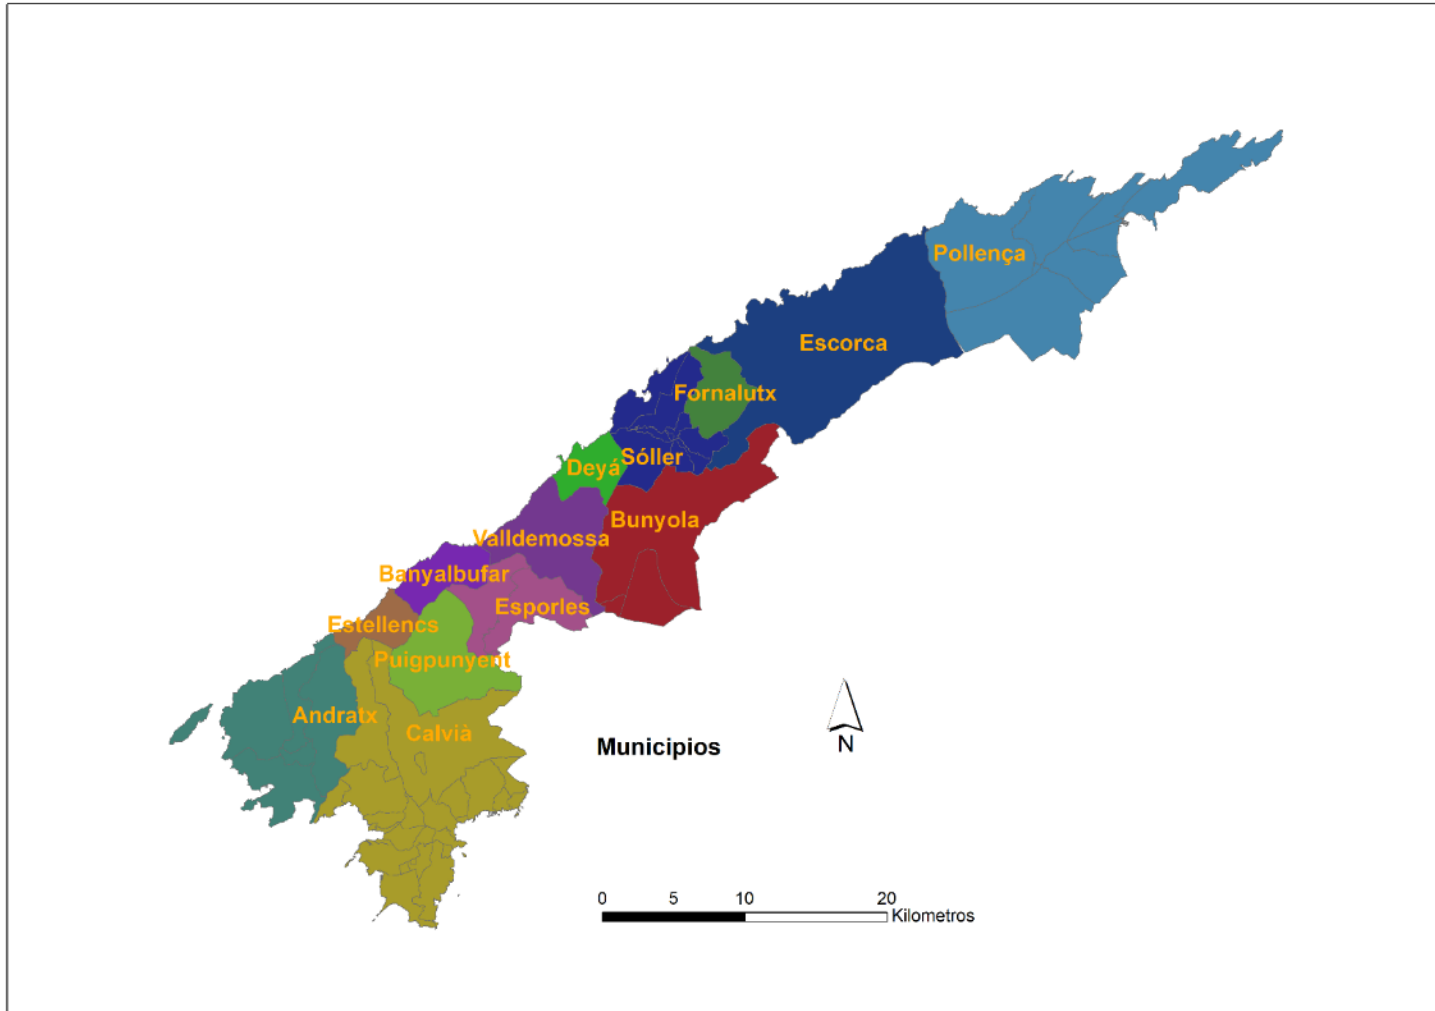 Pollença
Escorca
Fornalutx
Sóller
Deyá
Bunyola
Valldemossa
Banyalbufar
Esporles
Estellencs
Puigpunyent
Andratx
Calvià
Municipios
N
0 5 10 20
Kilometros